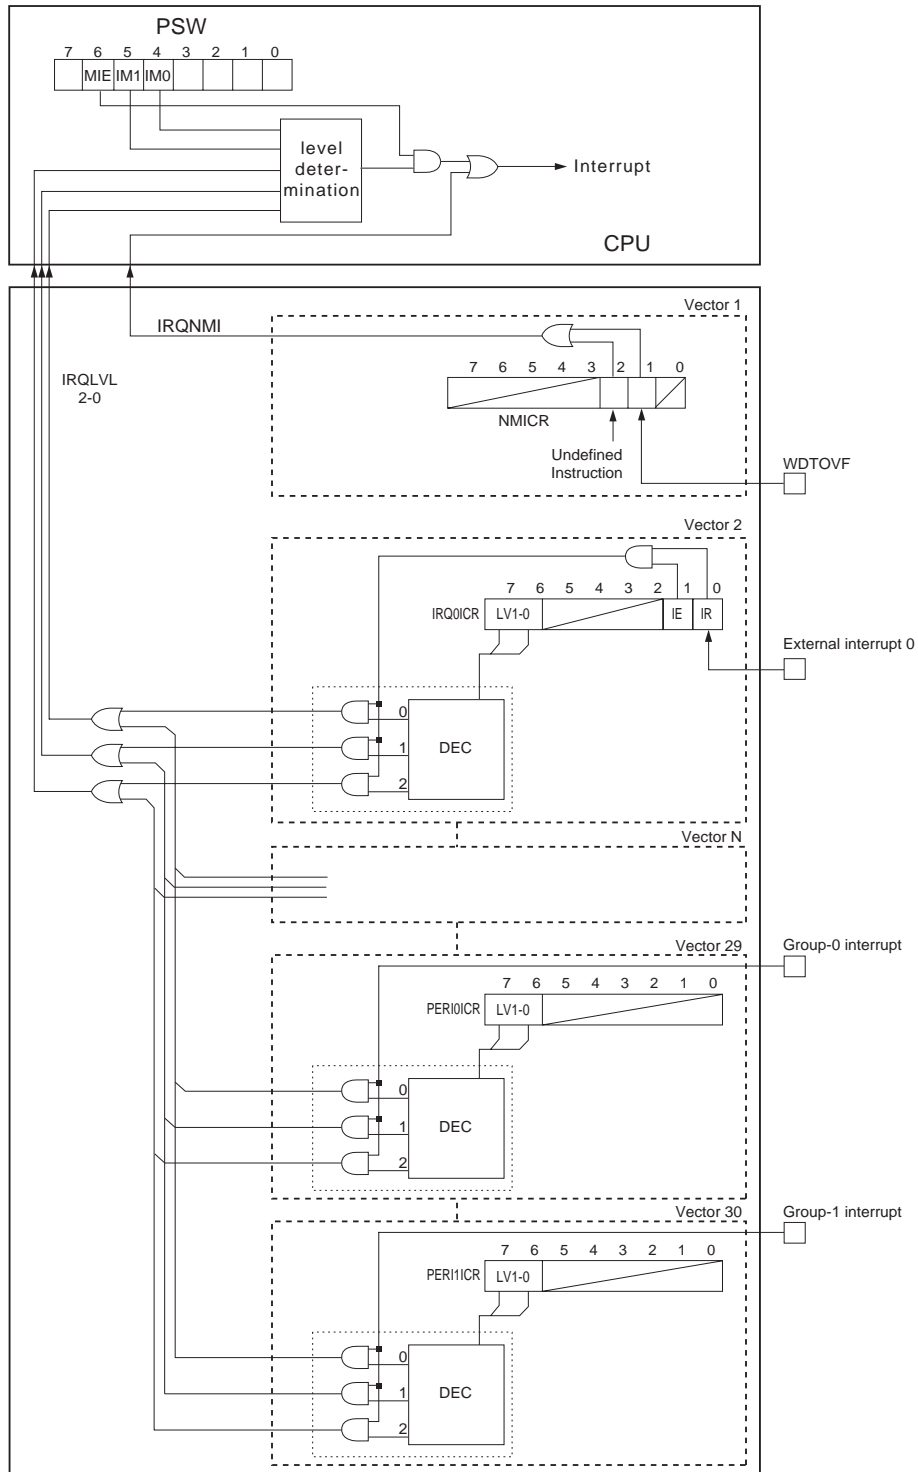 PSW
7 6 5 4 3 2 1 0
MIE IM1 IM0
level
deter-
mination
Interrupt
CPU
Vector 1
IRQNMI
IRQLVL
2-0
7 6 5 4 3 2 1 0
NMICR
Undefined
Instruction
WDTOVF
Vector 2
7 6 5 4 3 2 1 0
IRQ0ICR LV1-0 IE IR
External interrupt 0
0
1
2
DEC
Vector N
Vector 29
Group-0 interrupt
7 6 5 4 3 2 1 0
PERI0ICR LV1-0
0
1
2
DEC
Vector 30
Group-1 interrupt
7 6 5 4 3 2 1 0
PERI1ICR LV1-0
0
1
2
DEC